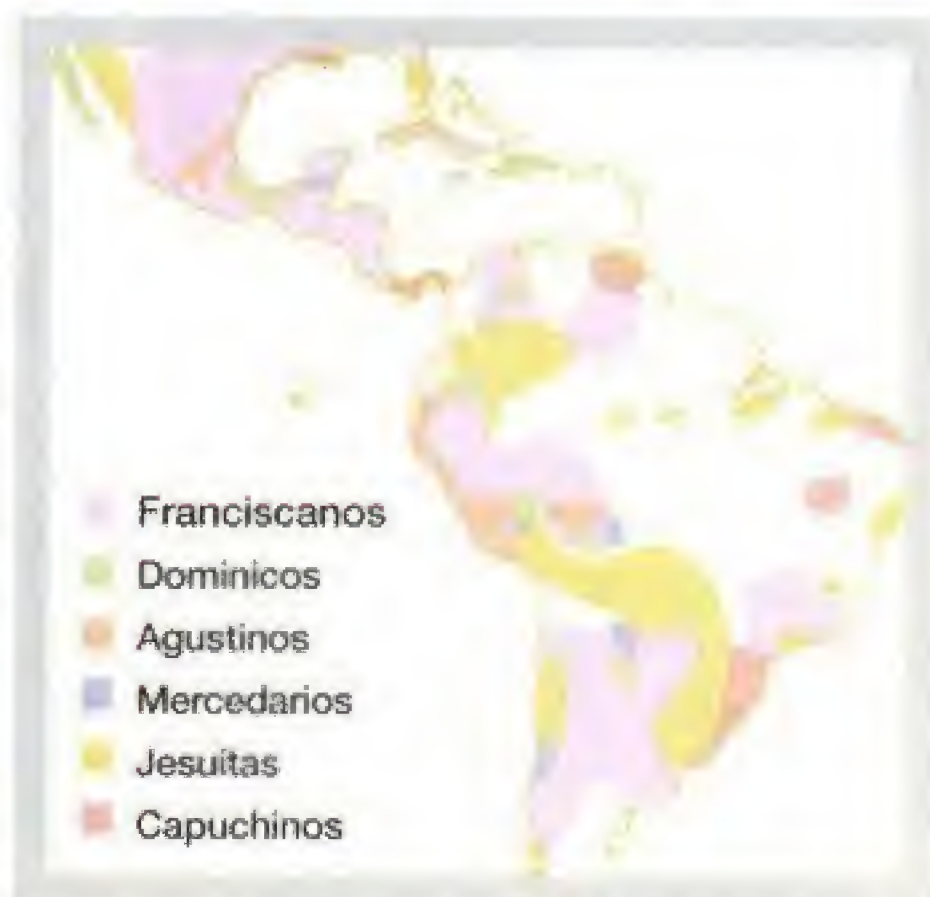 Franciscanos
Dominicos
Agustinos
Mercedarios
Jesuitas
Capuchinos